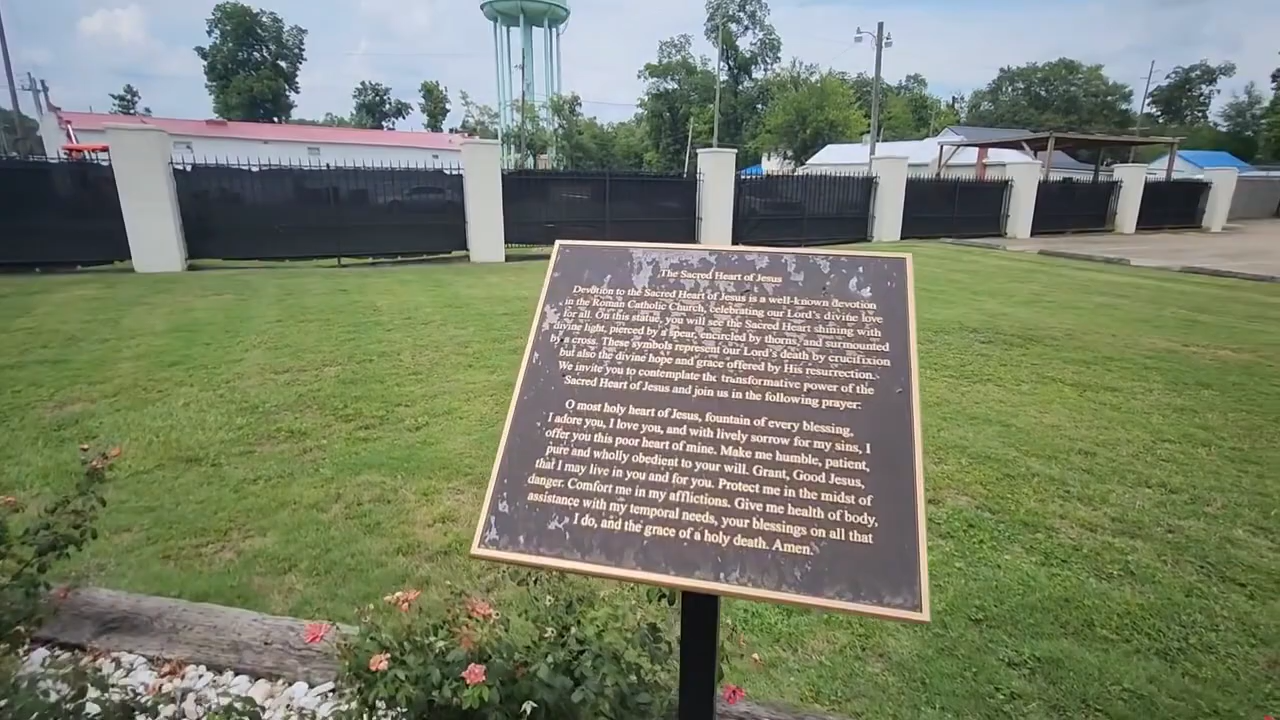 The Sacred Heart of Jesus
Devotion to the Sacred Heart of Jesus is a well-known devotion
in the Roman Catholic Church, celebrating our Lord's divine love
for all. On this statue, you will see the Sacred Heart shining with
divine light, pierced by a spear, encircled by thorns, and surmounted
by a cross. These symbols represent our Lord's death by crucifixion
but also the divine hope and grace offered by His resurrection.
We invite you to contemplate the transformative power of the
Sacred Heart of Jesus and join us in the following prayer:
O most holy heart of Jesus, fountain of every blessing,
I adore you, I love you, and with lively sorrow for my sins, I
offer you this poor heart of mine. Make me humble, patient,
pure and wholly obedient to your will. Grant, Good Jesus,
that I may live in you and for you. Protect me in the midst of
danger. Comfort me in my afflictions. Give me health of body,
assistance with my temporal needs, your blessings on all that
I do, and the grace of a holy death. Amen.